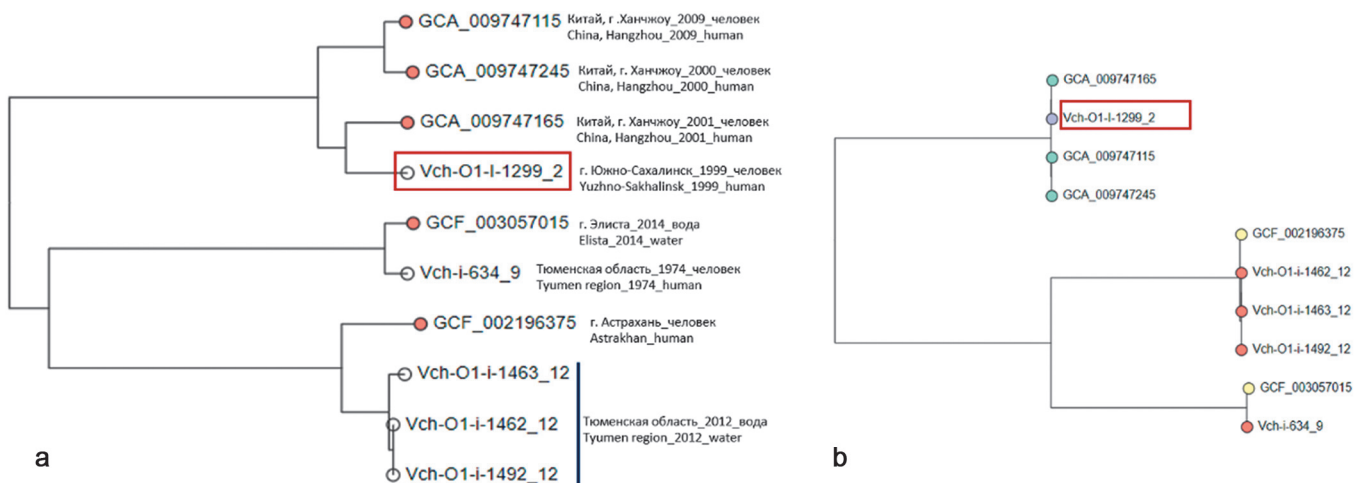 GCA_009747115
Китай, г .Ханчжоу_2009_человек
China, Hangzhou_2009_human
GCA_009747245
Китай, г. Ханчжоу_2000_человек
China, Hangzhou_2000_human
GCA_009747165
Китай, г. Ханчжоу_2001_человек
China, Hangzhou_2001_human
Vch-O1-I-1299_2
г. Южно-Сахалинск_1999_человек
Yuzhno-Sakhalinsk_1999_human
GCF_003057015
г. Элиста_2014_вода
Elista_2014_water
Vch-i-634_9
Тюменская область_1974_человек
Tyumen region_1974_human
GCF_002196375
г. Астрахань_человек
Astrakhan_human
Vch-O1-i-1463_12
Vch-O1-i-1462_12
Vch-O1-i-1492_12
Тюменская область_2012_вода
Tyumen region_2012_water
a
GCA_009747165
Vch-O1-I-1299_2
GCA_009747115
GCA_009747245
GCF_002196375
Vch-O1-i-1462_12
Vch-O1-i-1463_12
Vch-O1-i-1492_12
GCF_003057015
Vch-i-634_9
b